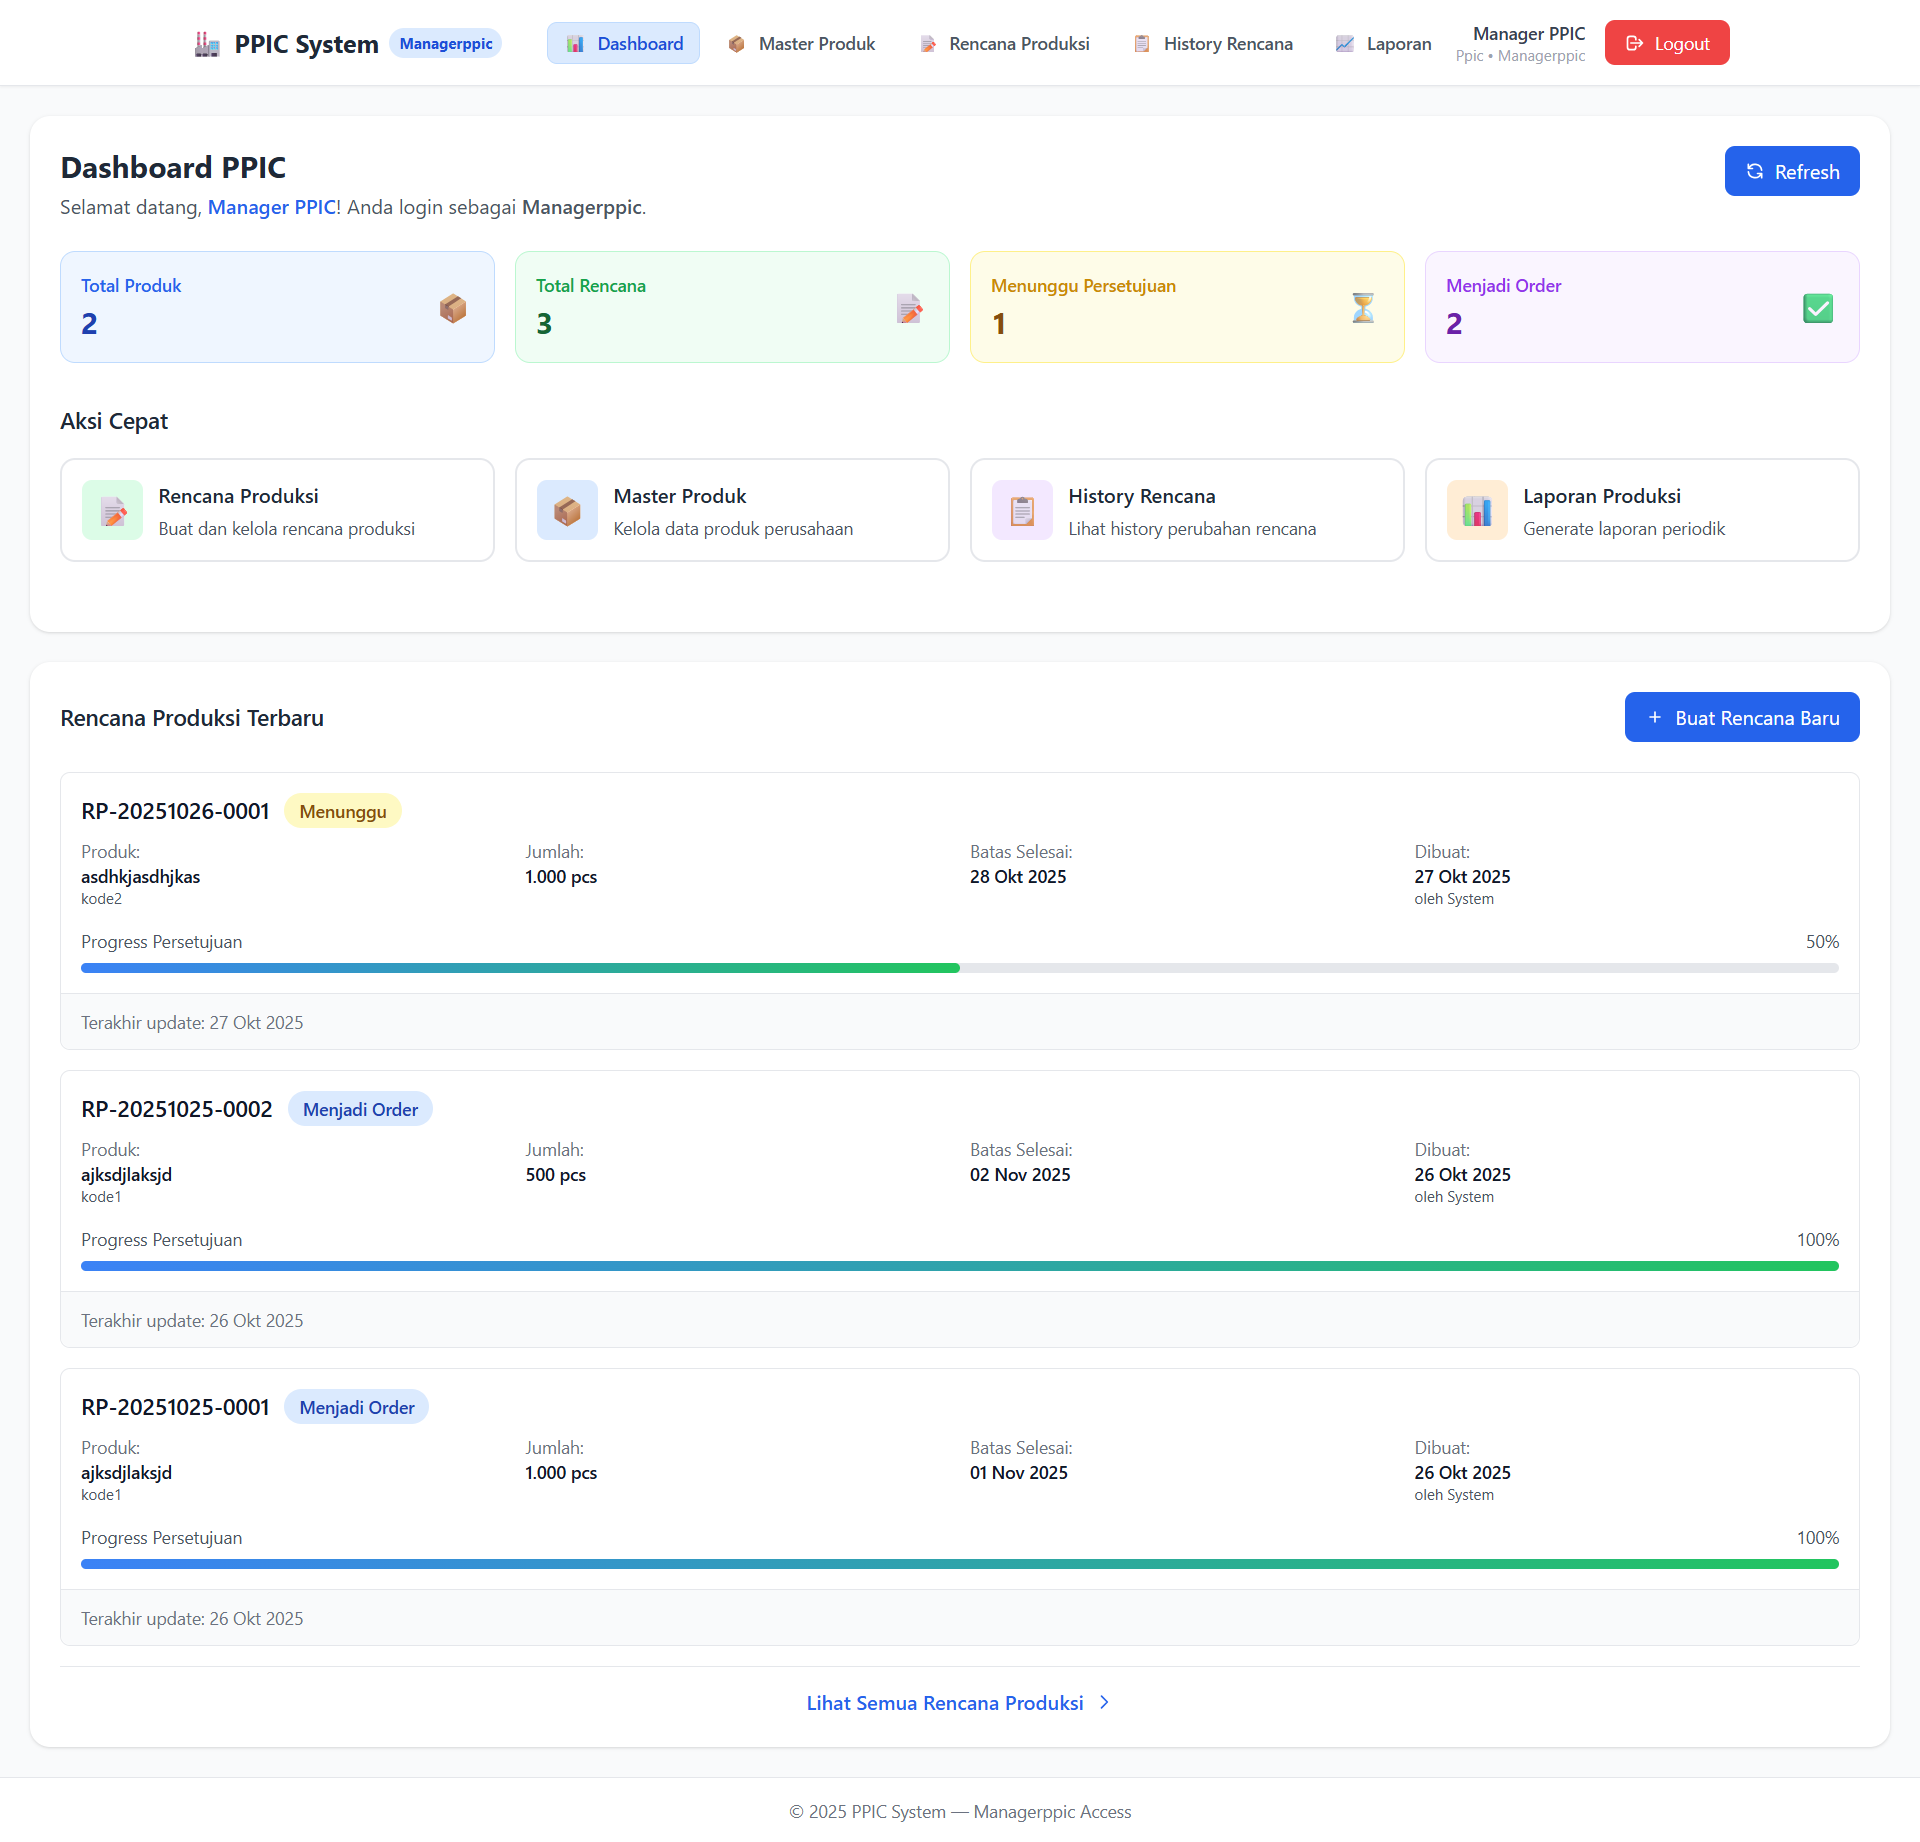 PPIC System Managerppic Dashboard Master Produk Rencana Produksi History Rencana Laporan Manager PPIC Logout
Ppic • Managerppic
Dashboard PPIC
Refresh
Selamat datang, Manager PPIC! Anda login sebagai Managerppic.
Total Produk
2
Total Rencana
3
Menunggu Persetujuan
1
Menjadi Order
2
Aksi Cepat
Rencana Produksi
Buat dan kelola rencana produksi
Master Produk
Kelola data produk perusahaan
History Rencana
Lihat history perubahan rencana
Laporan Produksi
Generate laporan periodik
Rencana Produksi Terbaru
+ Buat Rencana Baru
RP-20251026-0001 Menunggu
Produk: Jumlah: Batas Selesai: Dibuat:
asdhkjasdhjkas 1.000 pcs 28 Okt 2025 27 Okt 2025
kode2 oleh System
Progress Persetujuan 50%
Terakhir update: 27 Okt 2025
RP-20251025-0002 Menjadi Order
Produk: Jumlah: Batas Selesai: Dibuat:
ajksdjlaksjd 500 pcs 02 Nov 2025 26 Okt 2025
kode1 oleh System
Progress Persetujuan 100%
Terakhir update: 26 Okt 2025
RP-20251025-0001 Menjadi Order
Produk: Jumlah: Batas Selesai: Dibuat:
ajksdjlaksjd 1.000 pcs 01 Nov 2025 26 Okt 2025
kode1 oleh System
Progress Persetujuan 100%
Terakhir update: 26 Okt 2025
Lihat Semua Rencana Produksi
© 2025 PPIC System — Managerppic Access